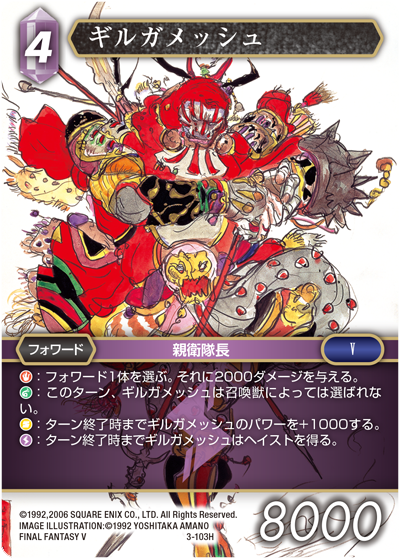 4
ギルガメッシュ
フォワード
親衛隊長
V
：フォワード1体を選ぶ。それに2000ダメージを与える。
：このターン、ギルガメッシュは召喚獣によっては選ばれな
い。
：ターン終了時までギルガメッシュのパワーを+1000する。
：ターン終了時までギルガメッシュはヘイストを得る。
©1992,2006 SQUARE ENIX CO., LTD. All Rights Reserved.
IMAGE ILLUSTRATION:©1992 YOSHITAKA AMANO
FINAL FANTASY V
3-103H
8000